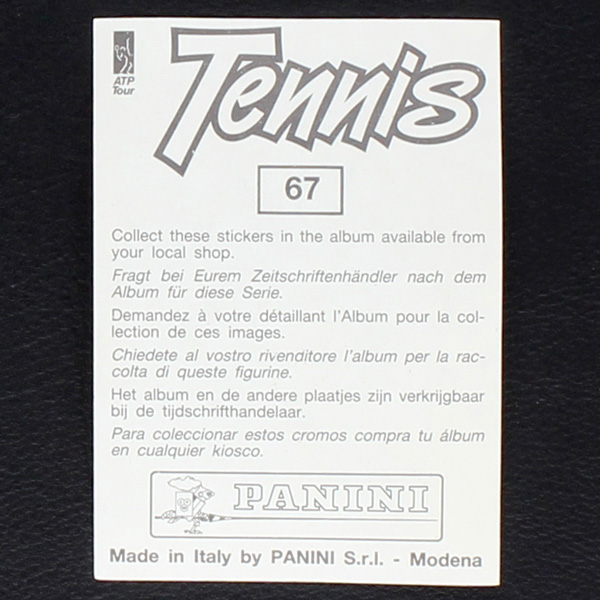 ATP
Tour
Tennis
67
Collect these stickers in the album available from
your local shop.
Fragt bei Eurem Zeitschriftenhändler nach dem
Album für diese Serie.
Demandez à votre détaillant l'Album pour la col-
lection de ces images.
Chiedete al vostro rivenditore l'album per la rac-
colta di queste figurine.
Het album en de andere plaatjes zijn verkrijgbaar
bij de tijdschrifthandelaar.
Para coleccionar estos cromos compra tu álbum
en cualquier kiosco.
PANINI
Made in Italy by PANINI S.r.l. - Modena